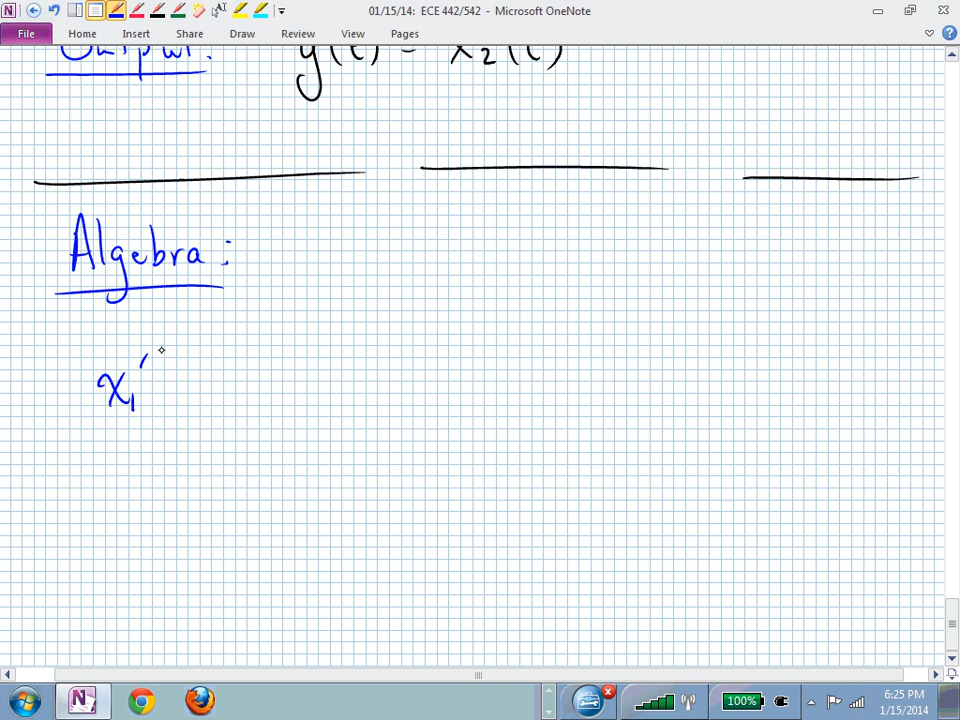 01/15/14: ECE 442/542 - Microsoft OneNote
File Home Insert Share Draw Review View Pages
Output: y(t) = x₂(t)
Algebra:
x₁'
100%
6:25 PM
1/15/2014